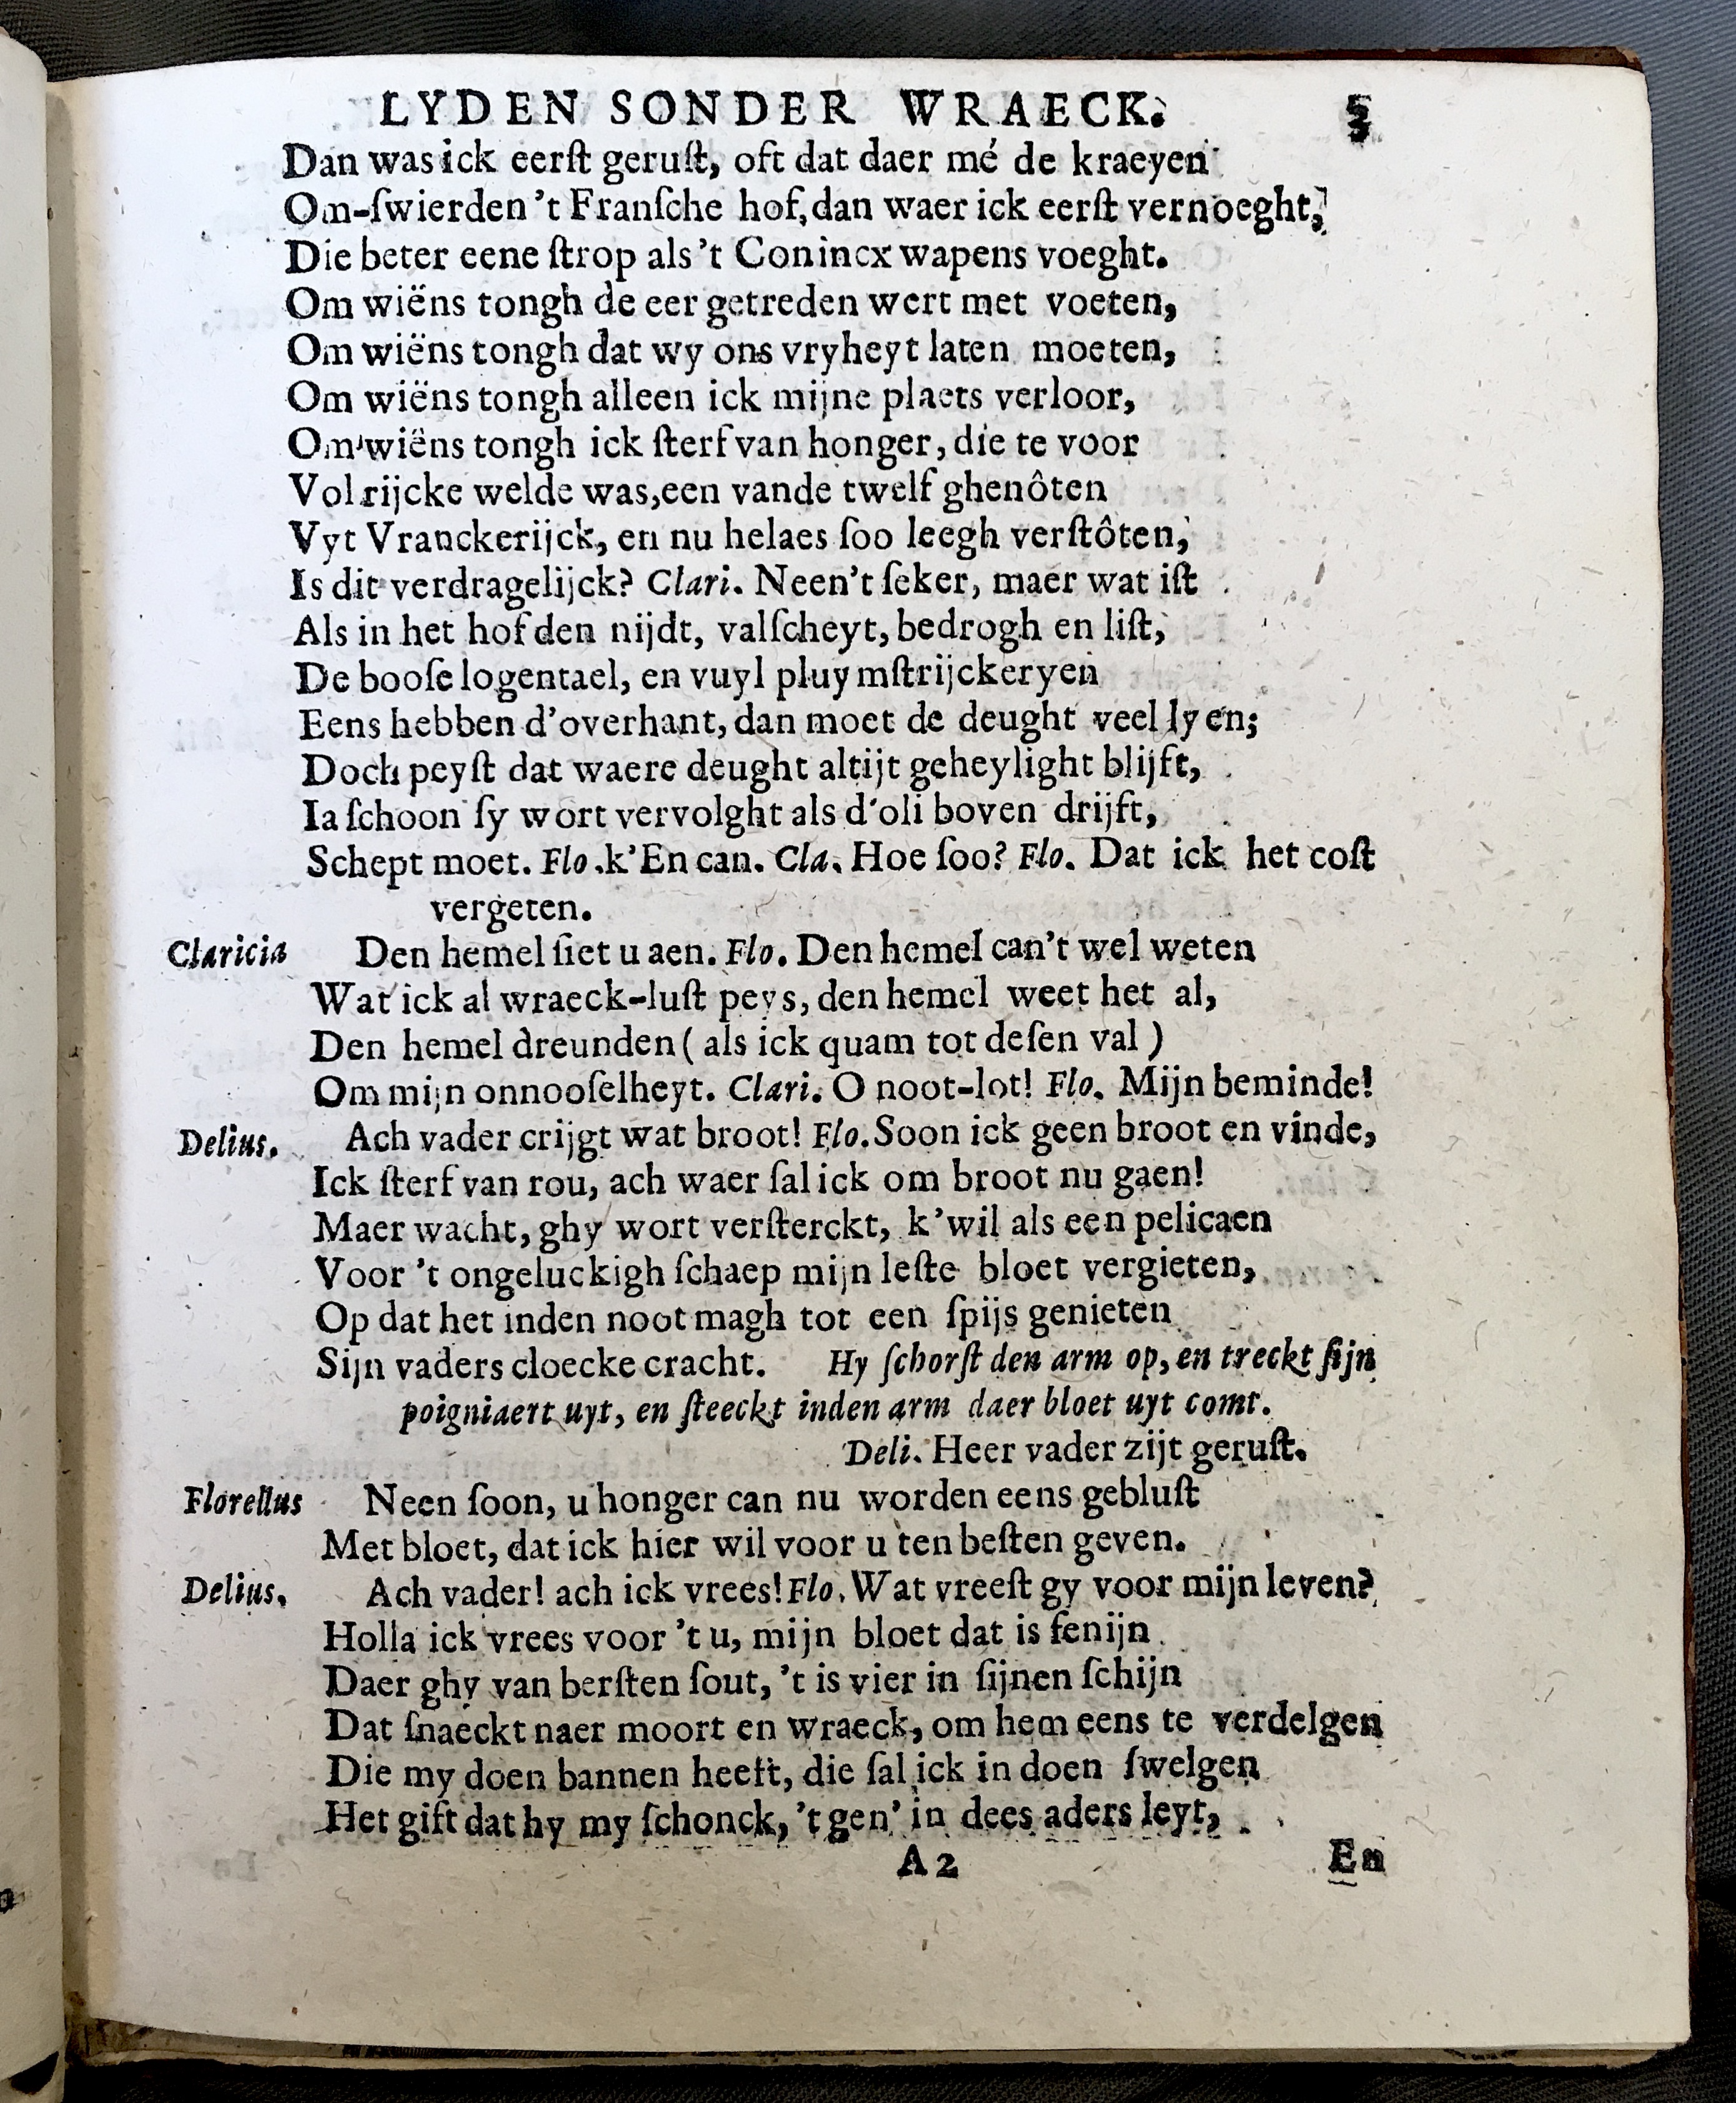 LYDEN SONDER WRAECK.
Dan was ick eerſt geruſt, oft dat daer mé de kraeyen
Om-ſwierden 't Franſche hof, dan waer ick eerſt vernoeght,
Die beter eene ſtrop als 't Conincx wapens voeght.
Om wiëns tongh de eer getreden wert met voeten,
Om wiëns tongh dat wy ons vryheyt laten moeten,
Om wiëns tongh alleen ick mijne plaets verloor,
Om wiëns tongh ick ſterf van honger, die te voor
Vol rijcke welde was, een vande twelf ghenôten
Vyt Vranckerijck, en nu helaes ſoo leegh verſtôten,
Is dit verdragelijck? Clari. Neen 't ſeker, maer wat iſt
Als in het hof den nijdt, valſcheyt, bedrogh en liſt,
De booſe logentael, en vuyl pluymſtrijckeryen
Eens hebben d'overhant, dan moet de deught veel lyen;
Doch peyſt dat waere deught altijt geheylight blijft,
Ia ſchoon ſy wort vervolght als d'oli boven drijft,
Schept moet. Flo. k'En can. Cla. Hoe ſoo? Flo. Dat ick het coſt
vergeten.
Claricia Den hemel ſiet u aen. Flo. Den hemel can't wel weten
Wat ick al wraeck-luſt peys, den hemel weet het al,
Den hemel dreunden ( als ick quam tot deſen val )
Om mijn onnooſelheyt. Clari. O noot-lot! Flo. Mijn beminde!
Delius. Ach vader crijgt wat broot! Flo. Soon ick geen broot en vinde,
Ick ſterf van rou, ach waer ſal ick om broot nu gaen!
Maer wacht, ghy wort verſterckt, k'wil als een pelicaen
Voor 't ongeluckigh ſchaep mijn leſte bloet vergieten,
Op dat het inden noot magh tot een ſpijs genieten
Sijn vaders cloecke cracht. Hy ſchorſt den arm op, en treckt ſijn
poigniaert uyt, en ſteeckt inden arm daer bloet uyt comt.
Deli. Heer vader zijt geruſt.
Florellus Neen ſoon, u honger can nu worden eens gebluſt
Met bloet, dat ick hier wil voor u ten beſten geven.
Delius. Ach vader! ach ick vrees! Flo. Wat vreeſt gy voor mijn leven?
Holla ick vrees voor 't u, mijn bloet dat is fenijn
Daer ghy van berſten ſout, 't is vier in ſijnen ſchijn
Dat ſnaeckt naer moort en wraeck, om hem eens te verdelgen
Die my doen bannen heeft, die ſal ick in doen ſwelgen
Het gift dat hy my ſchonck, 't gen' in dees aders leyt,
A 2 En